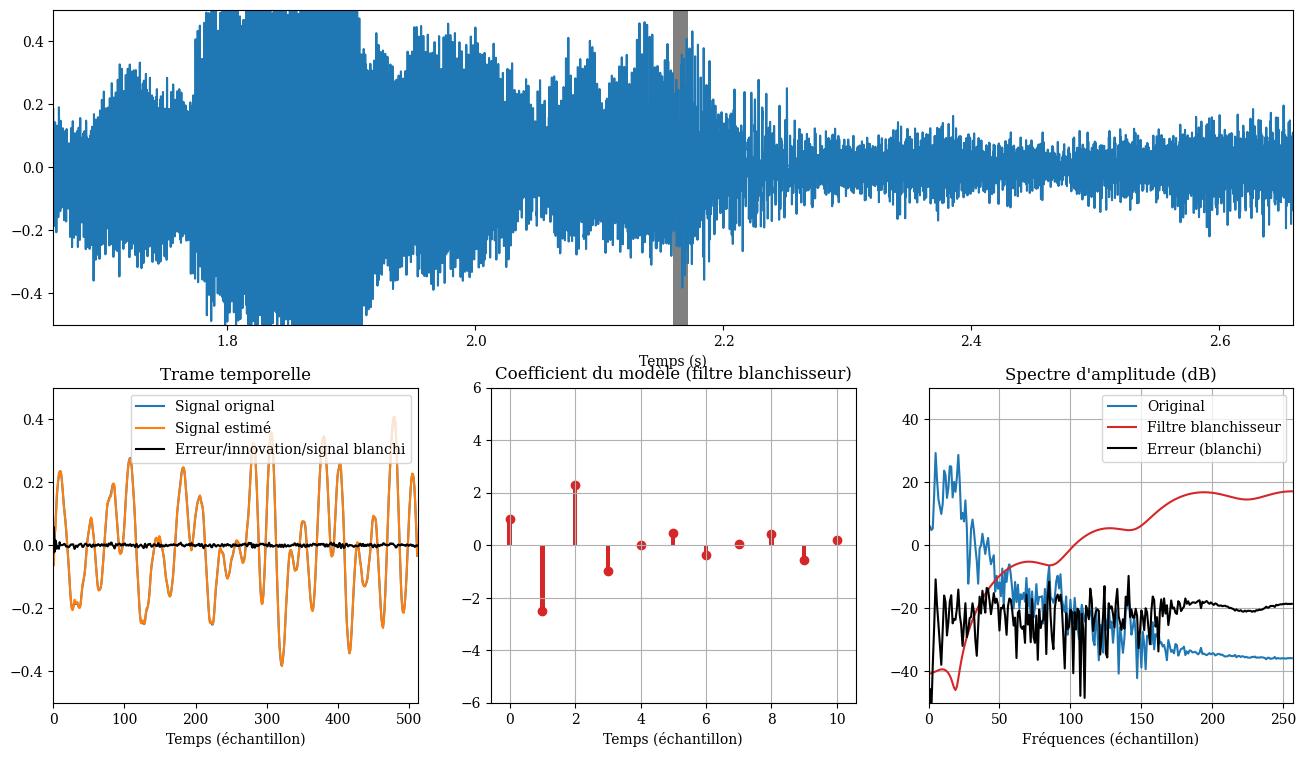 0.4
0.2
0.0
−0.2
−0.4
1.8 2.0 2.2 2.4 2.6
Temps (s)
Trame temporelle
Signal orignal
Signal estimé
Erreur/innovation/signal blanchi
0.4
0.2
0.0
−0.2
−0.4
0 100 200 300 400 500
Temps (échantillon)
Coefficient du modèle (filtre blanchisseur)
6
4
2
0
−2
−4
−6
0 2 4 6 8 10
Temps (échantillon)
Spectre d'amplitude (dB)
Original
Filtre blanchisseur
Erreur (blanchi)
40
20
0
−20
−40
0 50 100 150 200 250
Fréquences (échantillon)